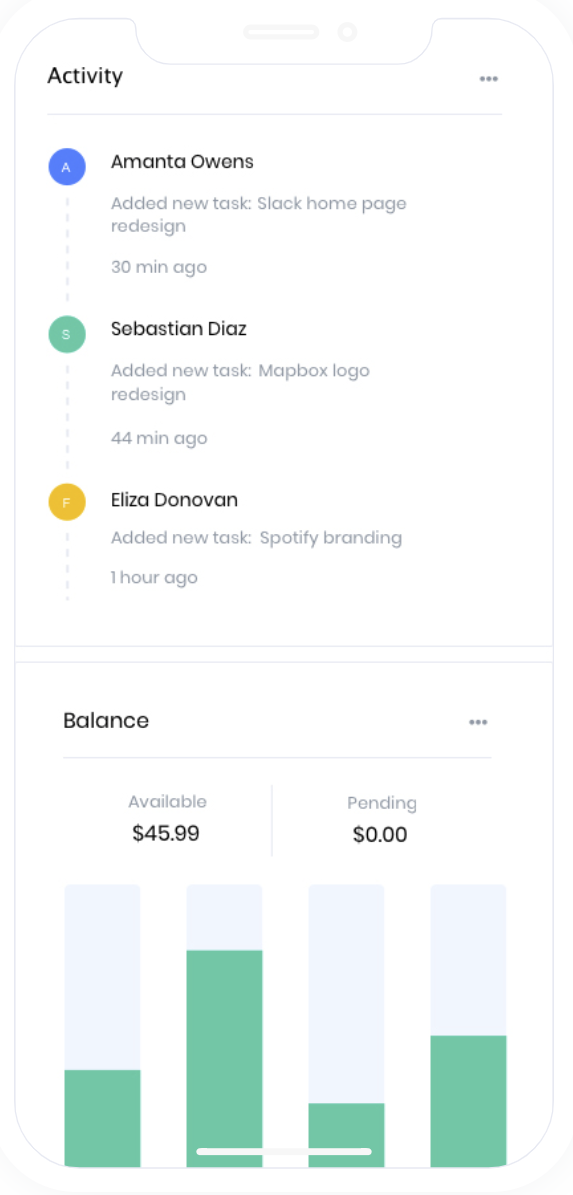 Activity
A
Amanta Owens
Added new task: Slack home page
redesign
30 min ago
S
Sebastian Diaz
Added new task: Mapbox logo
redesign
44 min ago
F
Eliza Donovan
Added new task: Spotify branding
1 hour ago
Balance
Available
Pending
$45.99
$0.00